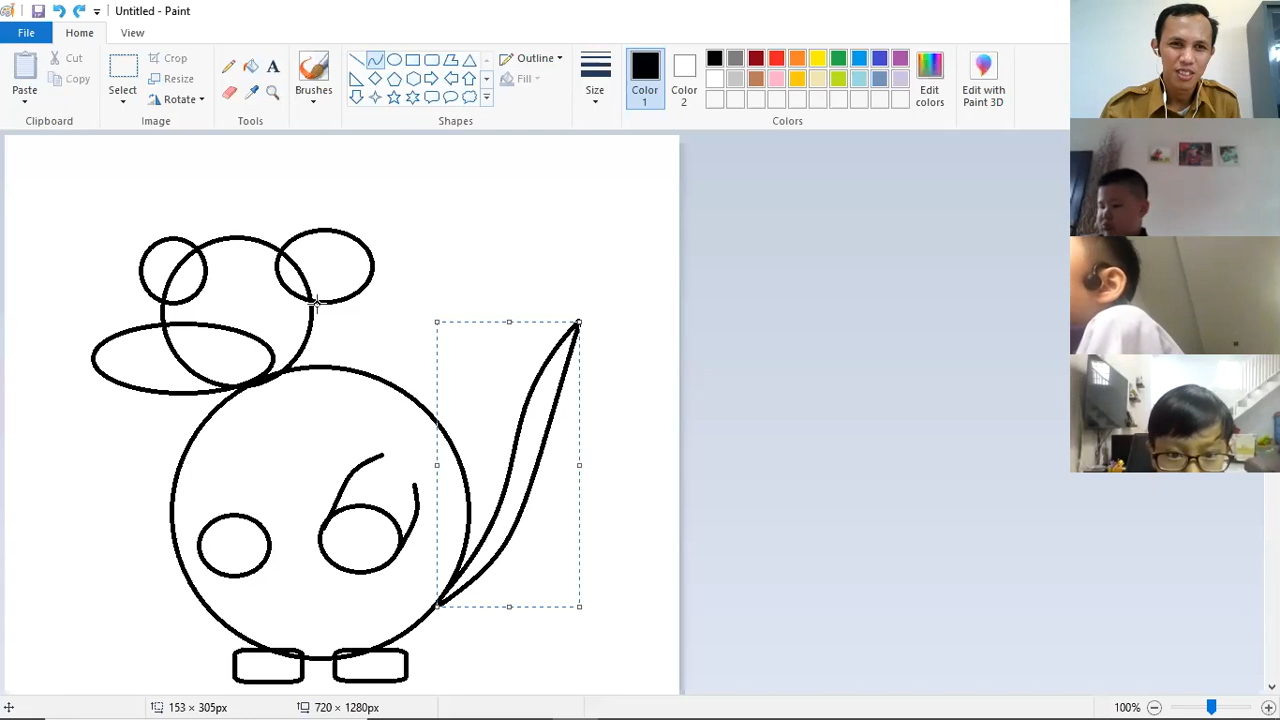 Untitled - Paint
File Home View
Paste
Cut
Copy
Clipboard
Select
Crop
Resize
Rotate
Image
A
Tools
Brushes
Outline
Fill
Shapes
Size
Color 1
Color 2
Edit colors
Colors
Edit with Paint 3D
153 × 305px
720 × 1280px
100%